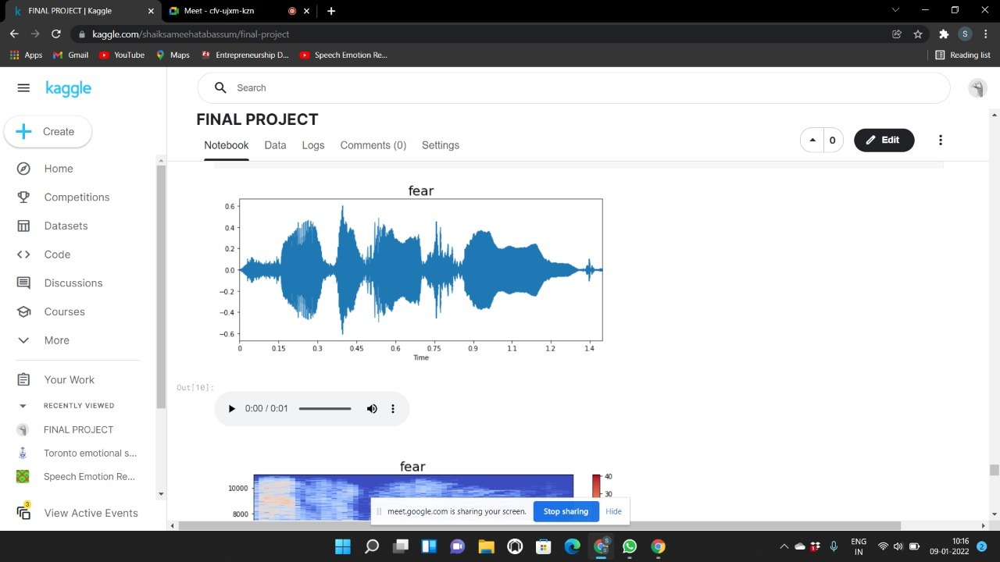 FINAL PROJECT | Kaggle
Meet - cfv-ujxm-kzn
kaggle.com/shaiksameehatabassum/final-project
S
Apps
Gmail
YouTube
Maps
Entrepreneurship D...
Speech Emotion Re...
Reading list
kaggle
Search
Create
FINAL PROJECT
Notebook
Data
Logs
Comments (0)
Settings
0
Edit
Home
Competitions
Datasets
Code
Discussions
Courses
More
Your Work
RECENTLY VIEWED
FINAL PROJECT
Toronto emotional s...
Speech Emotion Re...
3
View Active Events
fear
0.6
0.4
0.2
0.0
−0.2
−0.4
−0.6
0 0.15 0.3 0.45 0.6 0.75 0.9 1.1 1.2 1.4
Time
Out[10]:
0:00 / 0:01
fear
10000
8000
40
30
meet.google.com is sharing your screen.
Stop sharing
Hide
ENG
IN
10:16
09-01-2022
2